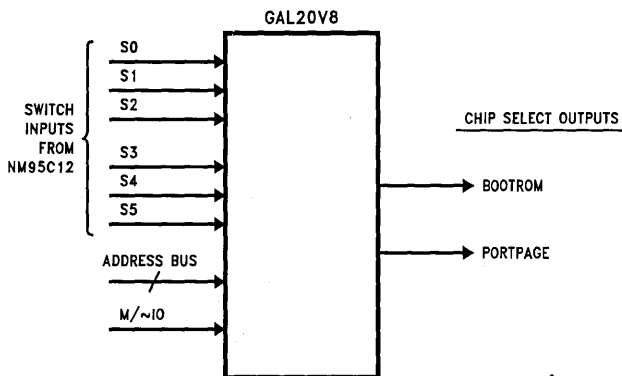 GAL20V8
S0
S1
S2
SWITCH
INPUTS
FROM
NM95C12
S3
S4
S5
ADDRESS BUS
M/~IO
CHIP SELECT OUTPUTS
BOOTROM
PORTPAGE